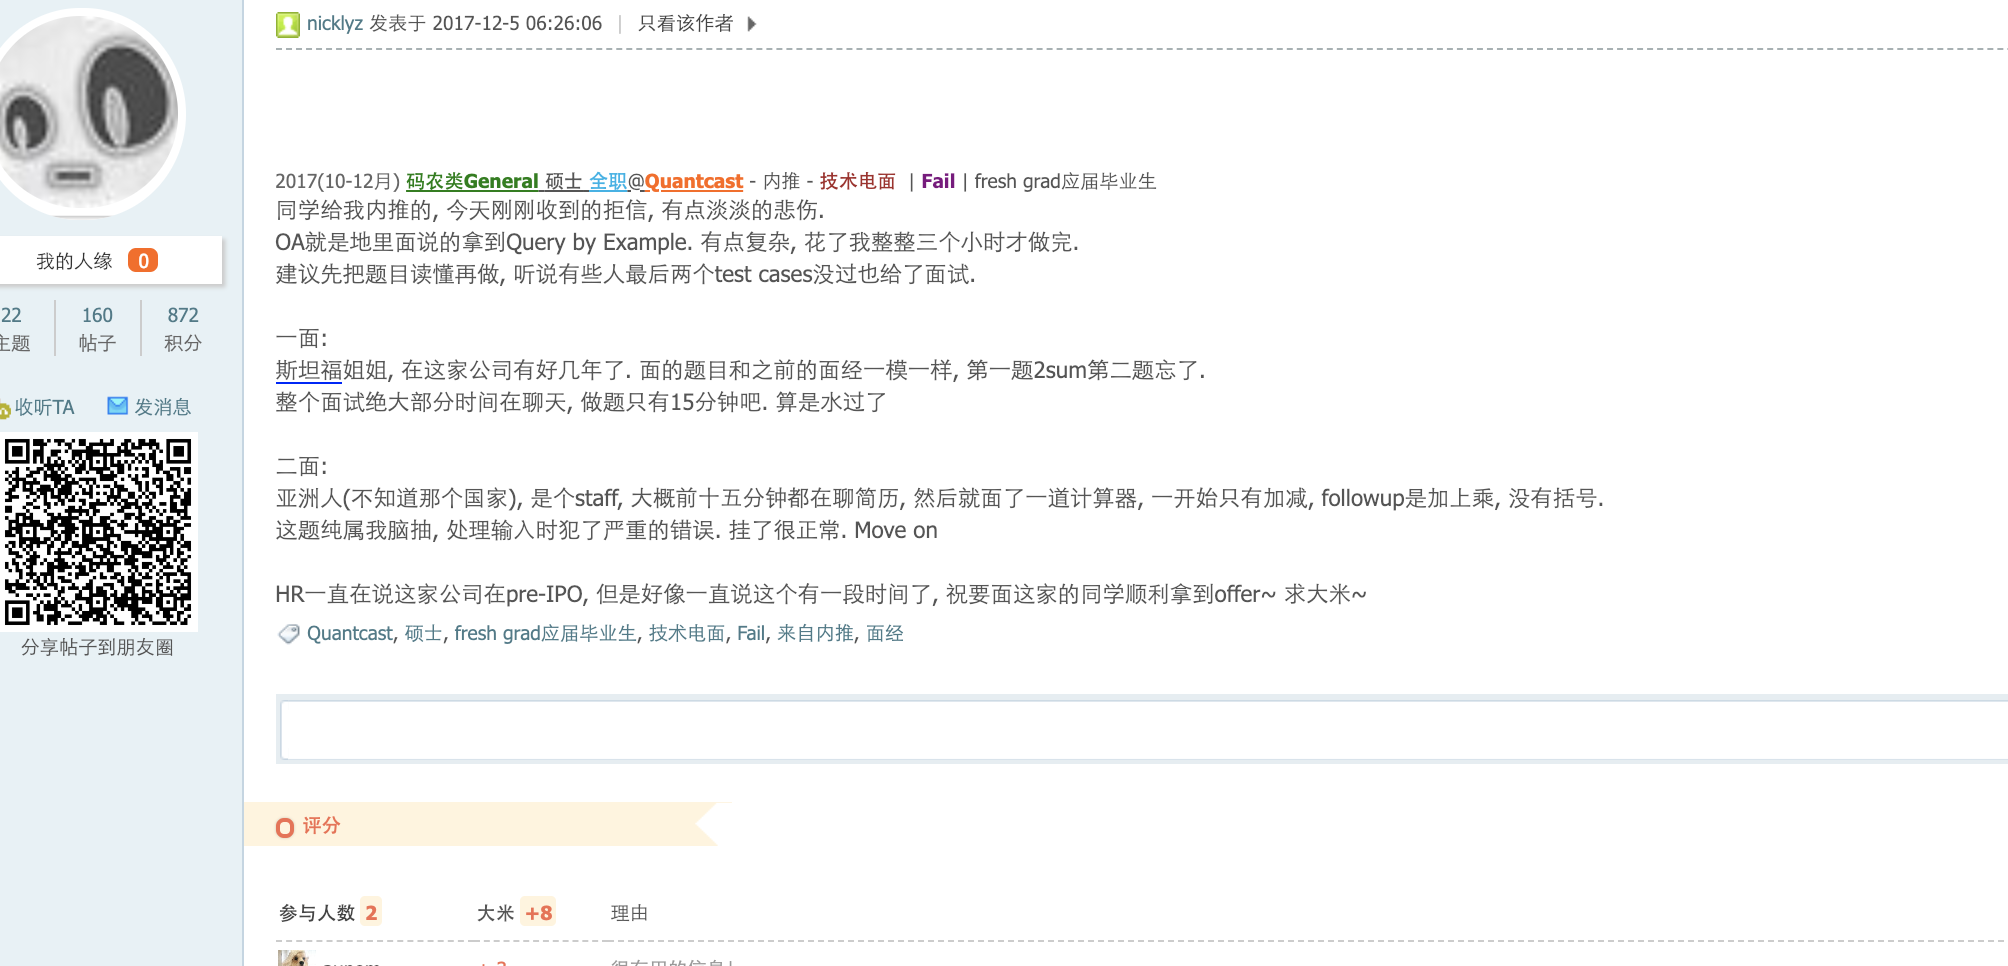 nicklyz 发表于 2017-12-5 06:26:06 | 只看该作者
我的人缘 0
22 160 872
主题 帖子 积分
收听TA 发消息
分享帖子到朋友圈
2017(10-12月) 码农类General 硕士 全职@Quantcast - 内推 - 技术电面 | Fail | fresh grad应届毕业生
同学给我内推的, 今天刚刚收到的拒信, 有点淡淡的悲伤.
OA就是地里面说的拿到Query by Example. 有点复杂, 花了我整整三个小时才做完.
建议先把题目读懂再做, 听说有些人最后两个test cases没过也给了面试.
一面:
斯坦福姐姐, 在这家公司有好几年了. 面的题目和之前的面经一模一样, 第一题2sum第二题忘了.
整个面试绝大部分时间在聊天, 做题只有15分钟吧. 算是水过了
二面:
亚洲人(不知道那个国家), 是个staff, 大概前十五分钟都在聊简历, 然后就面了一道计算器, 一开始只有加减, followup是加上乘, 没有括号.
这题纯属我脑抽, 处理输入时犯了严重的错误. 挂了很正常. Move on
HR一直在说这家公司在pre-IPO, 但是好像一直说这个有一段时间了, 祝要面这家的同学顺利拿到offer~ 求大米~
Quantcast, 硕士, fresh grad应届毕业生, 技术电面, Fail, 来自内推, 面经
评分
参与人数 2 大米 +8 理由